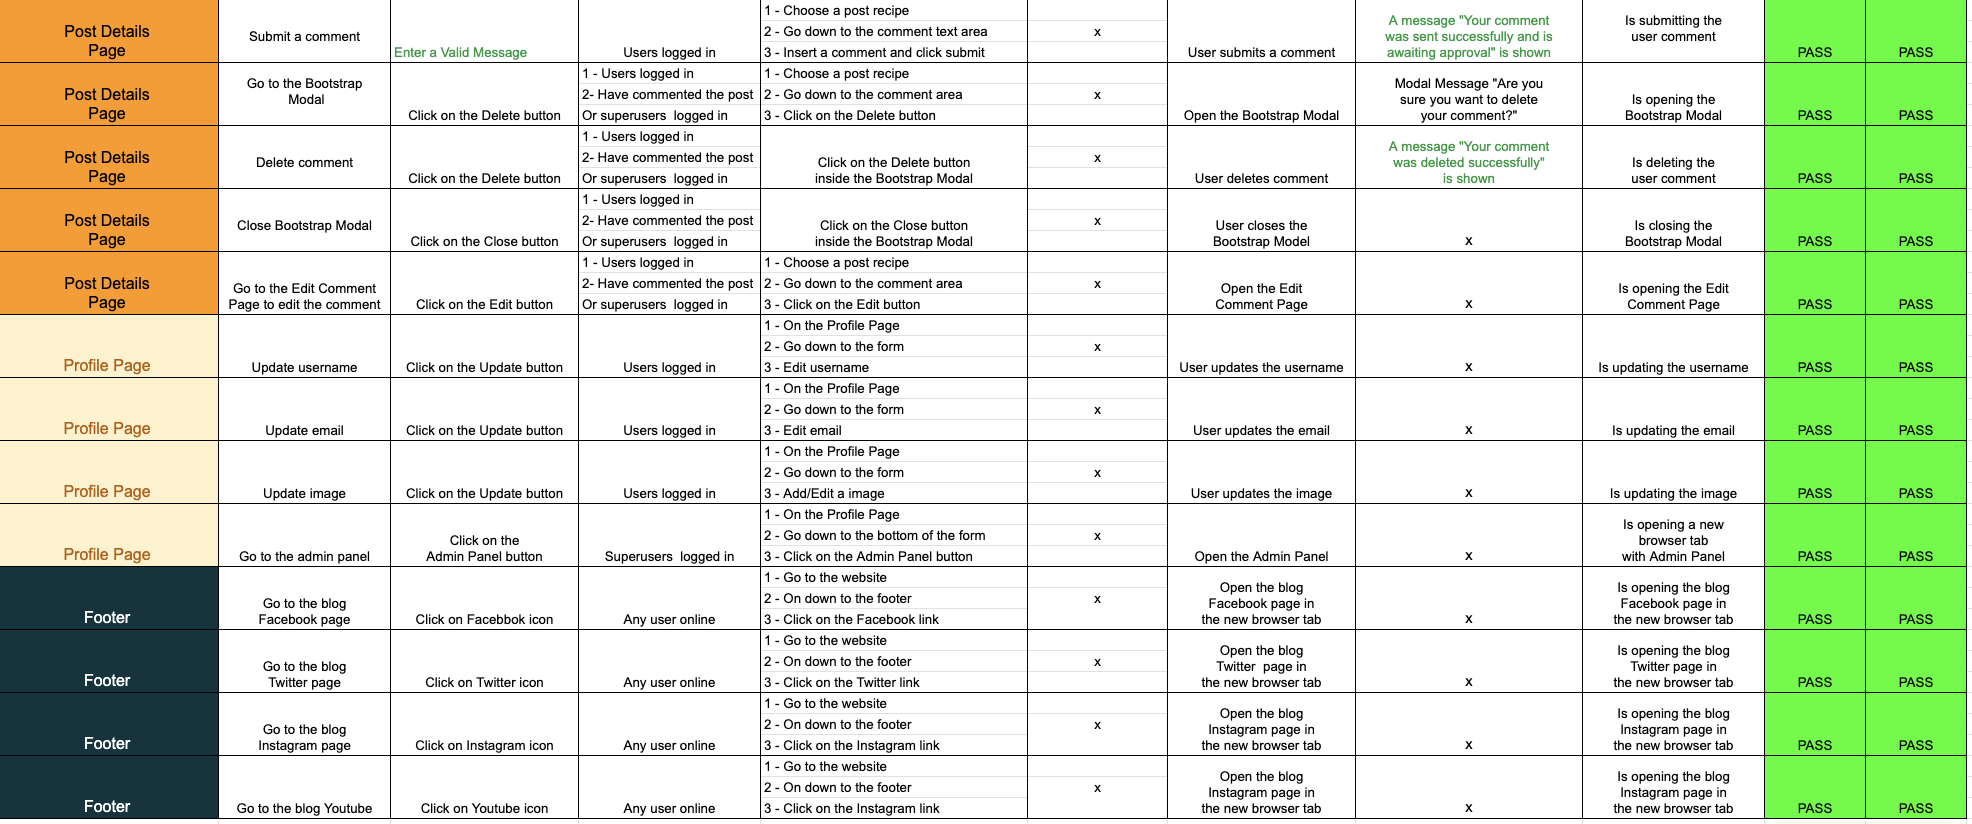 Post Details
Page
Submit a comment
Enter a Valid Message
Users logged in
1 - Choose a post recipe
2 - Go down to the comment text area
3 - Insert a comment and click submit
x
User submits a comment
A message "Your comment
was sent successfully and is
awaiting approval" is shown
Is submitting the
user comment
PASS
PASS
Post Details
Page
Go to the Bootstrap
Modal
Click on the Delete button
1 - Users logged in
2- Have commented the post
Or superusers  logged in
1 - Choose a post recipe
2 - Go down to the comment area
3 - Click on the Delete button
x
Open the Bootstrap Modal
Modal Message "Are you
sure you want to delete
your comment?"
Is opening the
Bootstrap Modal
PASS
PASS
Post Details
Page
Delete comment
Click on the Delete button
1 - Users logged in
2- Have commented the post
Or superusers  logged in
Click on the Delete button
inside the Bootstrap Modal
x
User deletes comment
A message "Your comment
was deleted successfully"
is shown
Is deleting the
user comment
PASS
PASS
Post Details
Page
Close Bootstrap Modal
Click on the Close button
1 - Users logged in
2- Have commented the post
Or superusers  logged in
Click on the Close button
inside the Bootstrap Modal
x
User closes the
Bootstrap Model
x
Is closing the
Bootstrap Modal
PASS
PASS
Post Details
Page
Go to the Edit Comment
Page to edit the comment
Click on the Edit button
1 - Users logged in
2- Have commented the post
Or superusers  logged in
1 - Choose a post recipe
2 - Go down to the comment area
3 - Click on the Edit button
x
Open the Edit
Comment Page
x
Is opening the Edit
Comment Page
PASS
PASS
Profile Page
Update username
Click on the Update button
Users logged in
1 - On the Profile Page
2 - Go down to the form
3 - Edit username
x
User updates the username
x
Is updating the username
PASS
PASS
Profile Page
Update email
Click on the Update button
Users logged in
1 - On the Profile Page
2 - Go down to the form
3 - Edit email
x
User updates the email
x
Is updating the email
PASS
PASS
Profile Page
Update image
Click on the Update button
Users logged in
1 - On the Profile Page
2 - Go down to the form
3 - Add/Edit a image
x
User updates the image
x
Is updating the image
PASS
PASS
Profile Page
Go to the admin panel
Click on the
Admin Panel button
Superusers  logged in
1 - On the Profile Page
2 - Go down to the bottom of the form
3 - Click on the Admin Panel button
x
Open the Admin Panel
x
Is opening a new
browser tab
with Admin Panel
PASS
PASS
Footer
Go to the blog
Facebook page
Click on Facebbok icon
Any user online
1 - Go to the website
2 - On down to the footer
3 - Click on the Facebook link
x
Open the blog
Facebook page in
the new browser tab
x
Is opening the blog
Facebook page in
the new browser tab
PASS
PASS
Footer
Go to the blog
Twitter page
Click on Twitter icon
Any user online
1 - Go to the website
2 - On down to the footer
3 - Click on the Twitter link
x
Open the blog
Twitter  page in
the new browser tab
x
Is opening the blog
Twitter page in
the new browser tab
PASS
PASS
Footer
Go to the blog
Instagram page
Click on Instagram icon
Any user online
1 - Go to the website
2 - On down to the footer
3 - Click on the Instagram link
x
Open the blog
Instagram page in
the new browser tab
x
Is opening the blog
Instagram page in
the new browser tab
PASS
PASS
Footer
Go to the blog Youtube
Click on Youtube icon
Any user online
1 - Go to the website
2 - On down to the footer
3 - Click on the Instagram link
x
Open the blog
Instagram page in
the new browser tab
x
Is opening the blog
Instagram page in
the new browser tab
PASS
PASS